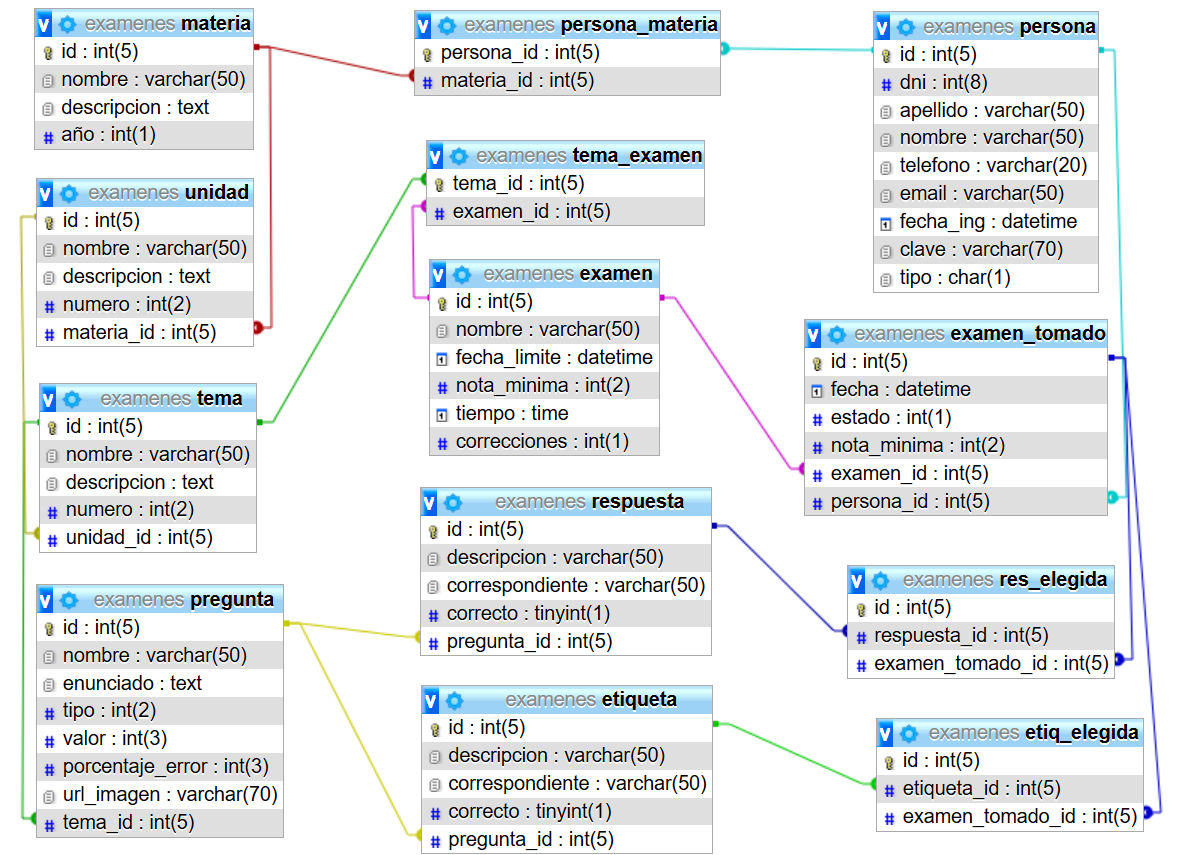 examenes materia
id : int(5)
nombre : varchar(50)
descripcion : text
año : int(1)
examenes unidad
id : int(5)
nombre : varchar(50)
descripcion : text
numero : int(2)
materia_id : int(5)
examenes tema
id : int(5)
nombre : varchar(50)
descripcion : text
numero : int(2)
unidad_id : int(5)
examenes pregunta
id : int(5)
nombre : varchar(50)
enunciado : text
tipo : int(2)
valor : int(3)
porcentaje_error : int(3)
url_imagen : varchar(70)
tema_id : int(5)
examenes persona_materia
persona_id : int(5)
materia_id : int(5)
examenes tema_examen
tema_id : int(5)
examen_id : int(5)
examenes examen
id : int(5)
nombre : varchar(50)
fecha_limite : datetime
nota_minima : int(2)
tiempo : time
correcciones : int(1)
examenes respuesta
id : int(5)
descripcion : varchar(50)
correspondiente : varchar(50)
correcto : tinyint(1)
pregunta_id : int(5)
examenes etiqueta
id : int(5)
descripcion : varchar(50)
correspondiente : varchar(50)
correcto : tinyint(1)
pregunta_id : int(5)
examenes persona
id : int(5)
dni : int(8)
apellido : varchar(50)
nombre : varchar(50)
telefono : varchar(20)
email : varchar(50)
fecha_ing : datetime
clave : varchar(70)
tipo : char(1)
examenes examen_tomado
id : int(5)
fecha : datetime
estado : int(1)
nota_minima : int(2)
examen_id : int(5)
persona_id : int(5)
examenes res_elegida
id : int(5)
respuesta_id : int(5)
examen_tomado_id : int(5)
examenes etiq_elegida
id : int(5)
etiqueta_id : int(5)
examen_tomado_id : int(5)